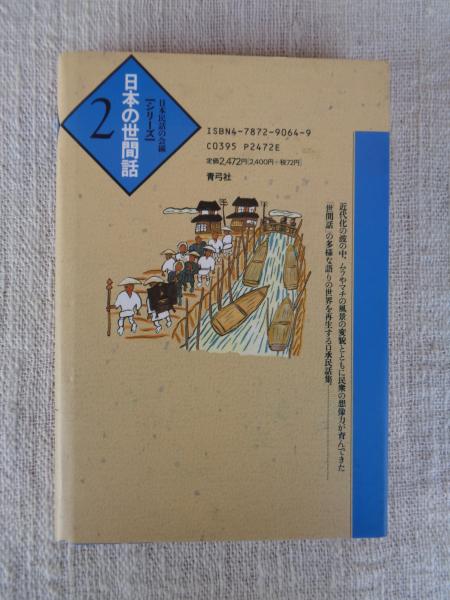 日本民話の会編
[シリーズ]
日本の世間話
2
ISBN4-7872-9064-9
C0395 P2472E
定価2,472円[2,400円+税72円]
青弓社
近代化の波の中、ムラやマチの風景の変貌とともに民衆の想像力が育んできた
「世間話」の多様な語りの世界を再生する口承民話集。